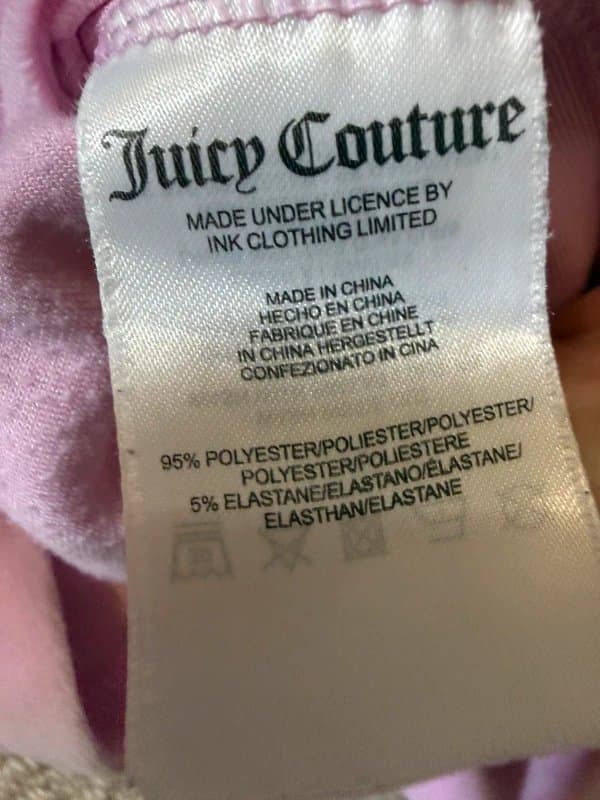 Juicy Couture
MADE UNDER LICENCE BY
INK CLOTHING LIMITED
MADE IN CHINA
HECHO EN CHINA
FABRIQUE EN CHINE
IN CHINA HERGESTELLT
CONFEZIONATO IN CINA
95% POLYESTER/POLIESTER/POLYESTER/
POLYESTER/POLIESTERE
5% ELASTANE/ELASTANO/ÉLASTANE/
ELASTHAN/ELASTANE